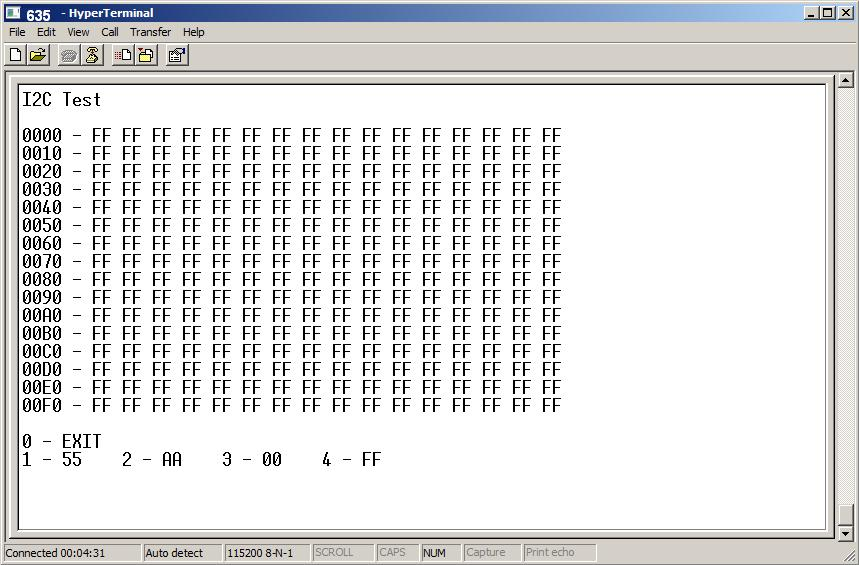 635 - HyperTerminal
File Edit View Call Transfer Help
I2C Test
0000 - FF FF FF FF FF FF FF FF FF FF FF FF FF FF FF FF
0010 - FF FF FF FF FF FF FF FF FF FF FF FF FF FF FF FF
0020 - FF FF FF FF FF FF FF FF FF FF FF FF FF FF FF FF
0030 - FF FF FF FF FF FF FF FF FF FF FF FF FF FF FF FF
0040 - FF FF FF FF FF FF FF FF FF FF FF FF FF FF FF FF
0050 - FF FF FF FF FF FF FF FF FF FF FF FF FF FF FF FF
0060 - FF FF FF FF FF FF FF FF FF FF FF FF FF FF FF FF
0070 - FF FF FF FF FF FF FF FF FF FF FF FF FF FF FF FF
0080 - FF FF FF FF FF FF FF FF FF FF FF FF FF FF FF FF
0090 - FF FF FF FF FF FF FF FF FF FF FF FF FF FF FF FF
00A0 - FF FF FF FF FF FF FF FF FF FF FF FF FF FF FF FF
00B0 - FF FF FF FF FF FF FF FF FF FF FF FF FF FF FF FF
00C0 - FF FF FF FF FF FF FF FF FF FF FF FF FF FF FF FF
00D0 - FF FF FF FF FF FF FF FF FF FF FF FF FF FF FF FF
00E0 - FF FF FF FF FF FF FF FF FF FF FF FF FF FF FF FF
00F0 - FF FF FF FF FF FF FF FF FF FF FF FF FF FF FF FF
0 - EXIT
1 - 55 2 - AA 3 - 00 4 - FF
Connected 00:04:31 Auto detect 115200 8-N-1 SCROLL CAPS NUM Capture Print echo